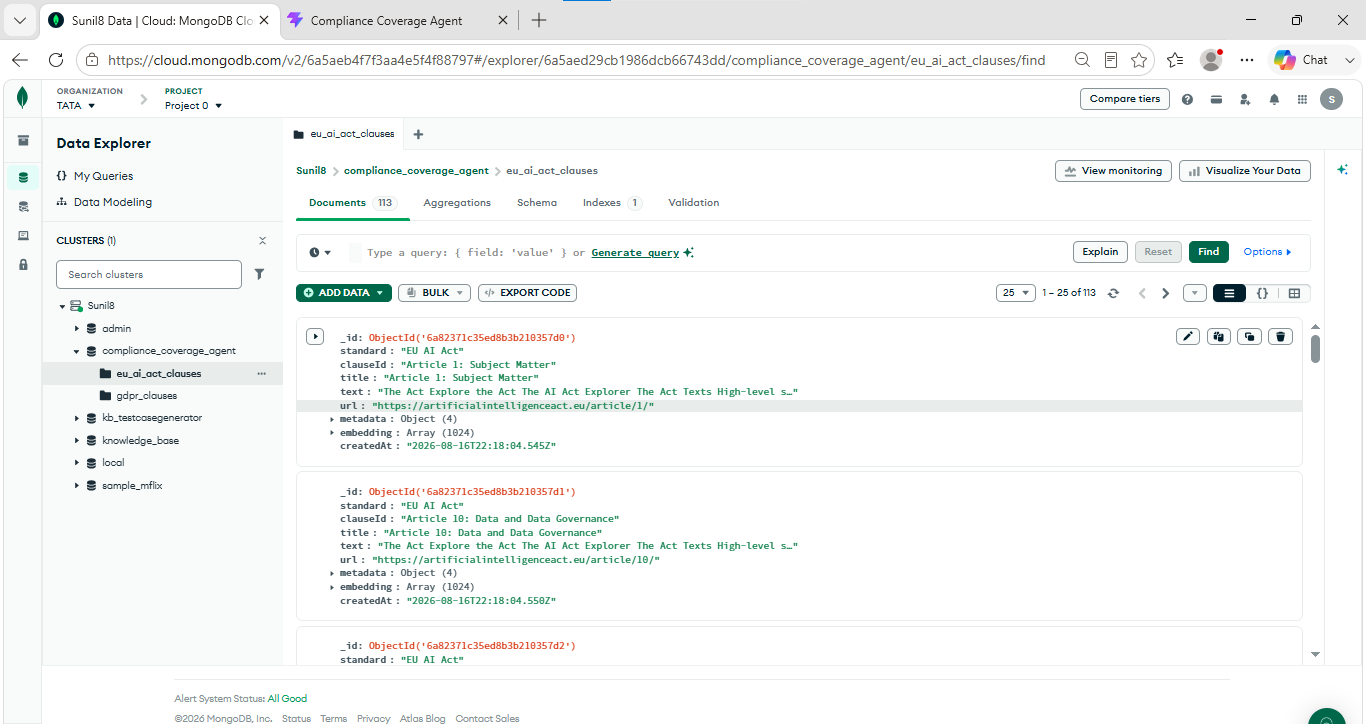 Sunil8 Data | Cloud: MongoDB Clo
Compliance Coverage Agent
https://cloud.mongodb.com/v2/6a5aeb4f7f3aa4e5f4f88797#/explorer/6a5aed29cb1986dcb66743dd/compliance_coverage_agent/eu_ai_act_clauses/find
Chat
ORGANIZATION
TATA
PROJECT
Project 0
Compare tiers
S
Data Explorer
My Queries
Data Modeling
CLUSTERS (1)
Search clusters
Sunil8
admin
compliance_coverage_agent
eu_ai_act_clauses
gdpr_clauses
kb_testcasegenerator
knowledge_base
local
sample_mflix
eu_ai_act_clauses
Sunil8 > compliance_coverage_agent > eu_ai_act_clauses
View monitoring
Visualize Your Data
Documents 113
Aggregations
Schema
Indexes 1
Validation
Type a query: { field: 'value' } or Generate query
Explain
Reset
Find
Options
ADD DATA
BULK
EXPORT CODE
25
1 – 25 of 113
_id: ObjectId('6a82371c35ed8b3b210357d0')
standard : "EU AI Act"
clauseId : "Article 1: Subject Matter"
title : "Article 1: Subject Matter"
text : "The Act Explore the Act The AI Act Explorer The Act Texts High-level s…"
url : "https://artificialintelligenceact.eu/article/1/"
metadata : Object (4)
embedding : Array (1024)
createdAt : "2026-08-16T22:18:04.545Z"
_id: ObjectId('6a82371c35ed8b3b210357d1')
standard : "EU AI Act"
clauseId : "Article 10: Data and Data Governance"
title : "Article 10: Data and Data Governance"
text : "The Act Explore the Act The AI Act Explorer The Act Texts High-level s…"
url : "https://artificialintelligenceact.eu/article/10/"
metadata : Object (4)
embedding : Array (1024)
createdAt : "2026-08-16T22:18:04.550Z"
_id: ObjectId('6a82371c35ed8b3b210357d2')
standard : "EU AI Act"
Alert System Status: All Good
©2026 MongoDB, Inc. Status Terms Privacy Atlas Blog Contact Sales